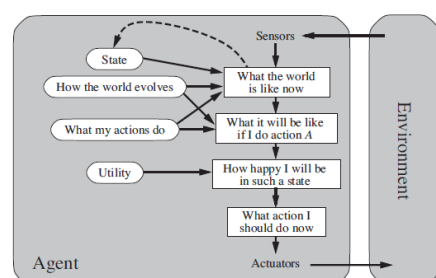 Sensors
State
What the world
is like now
How the world evolves
What it will be like
if I do action A
What my actions do
How happy I will be
in such a state
Utility
What action I
should do now
Agent
Actuators
Environment